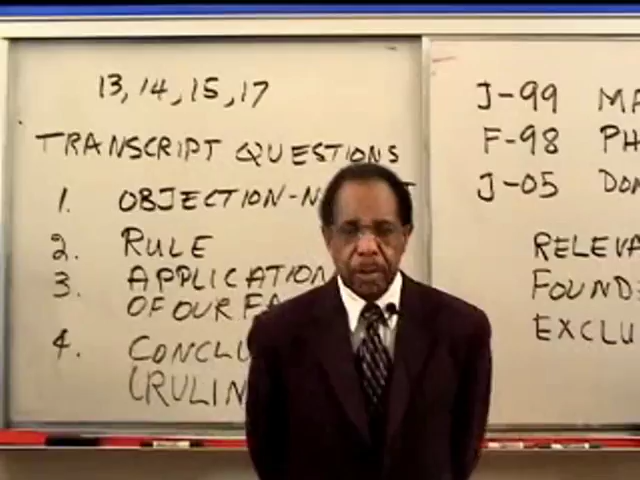 13, 14, 15, 17
TRANSCRIPT QUESTIONS
1. OBJECTION-N
2. RULE
3. APPLICATION
OF OUR FA
4. CONCLU
(RULIN
J-99 MA
F-98 PH
J-05 DON
RELEVA
FOUND
EXCLU